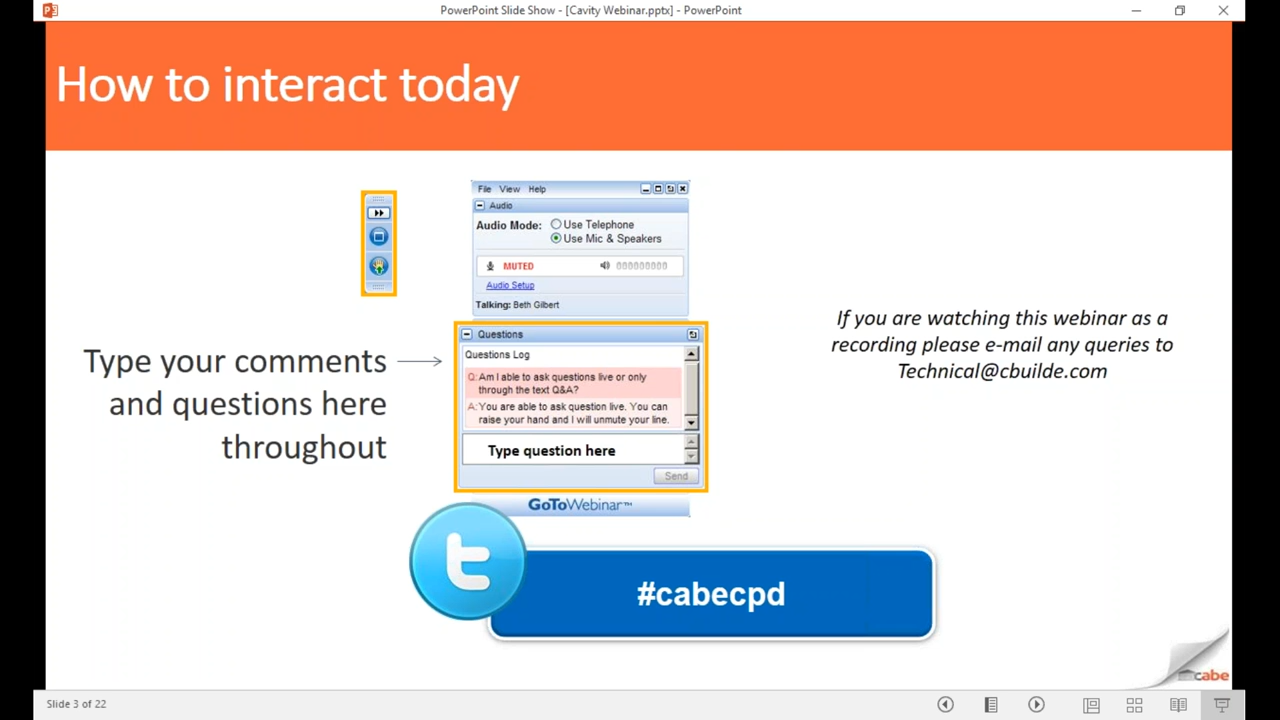 PowerPoint Slide Show - [Cavity Webinar.pptx] - PowerPoint
How to interact today
File View Help
Audio
Audio Mode: Use Telephone
Use Mic & Speakers
MUTED 000000000
Audio Setup
Talking: Beth Gilbert
Questions
Questions Log
Q: Am I able to ask questions live or only
through the text Q&A?
A: You are able to ask question live. You can
raise your hand and I will unmute your line.
Type question here
Send
GoToWebinar™
Type your comments
and questions here
throughout
If you are watching this webinar as a
recording please e-mail any queries to
Technical@cbuilde.com
#cabecpd
cabe
Slide 3 of 22